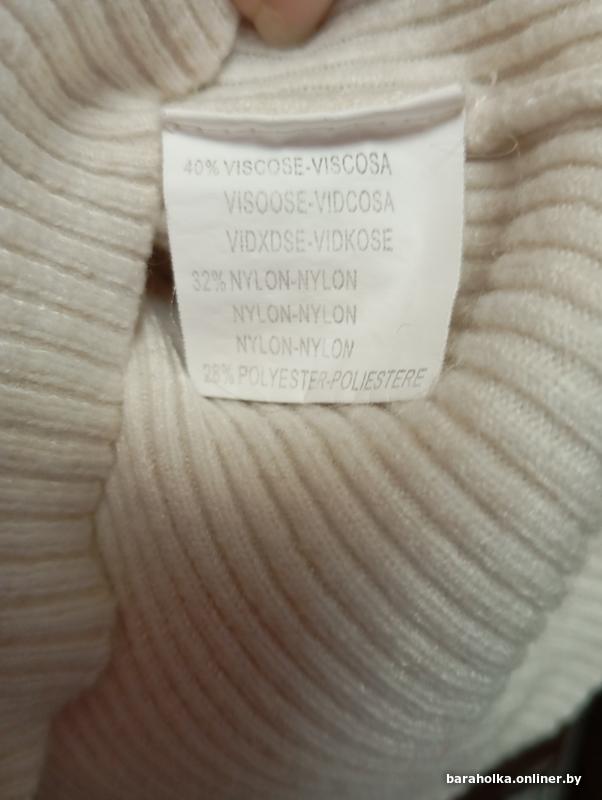 40% VISCOSE-VISCOSA
VISOOSE-VIDCOSA
VIDXDSE-VIDKOSE
32% NYLON-NYLON
NYLON-NYLON
NYLON-NYLON
28% POLYESTER-POLIESTERE
baraholka.onliner.by